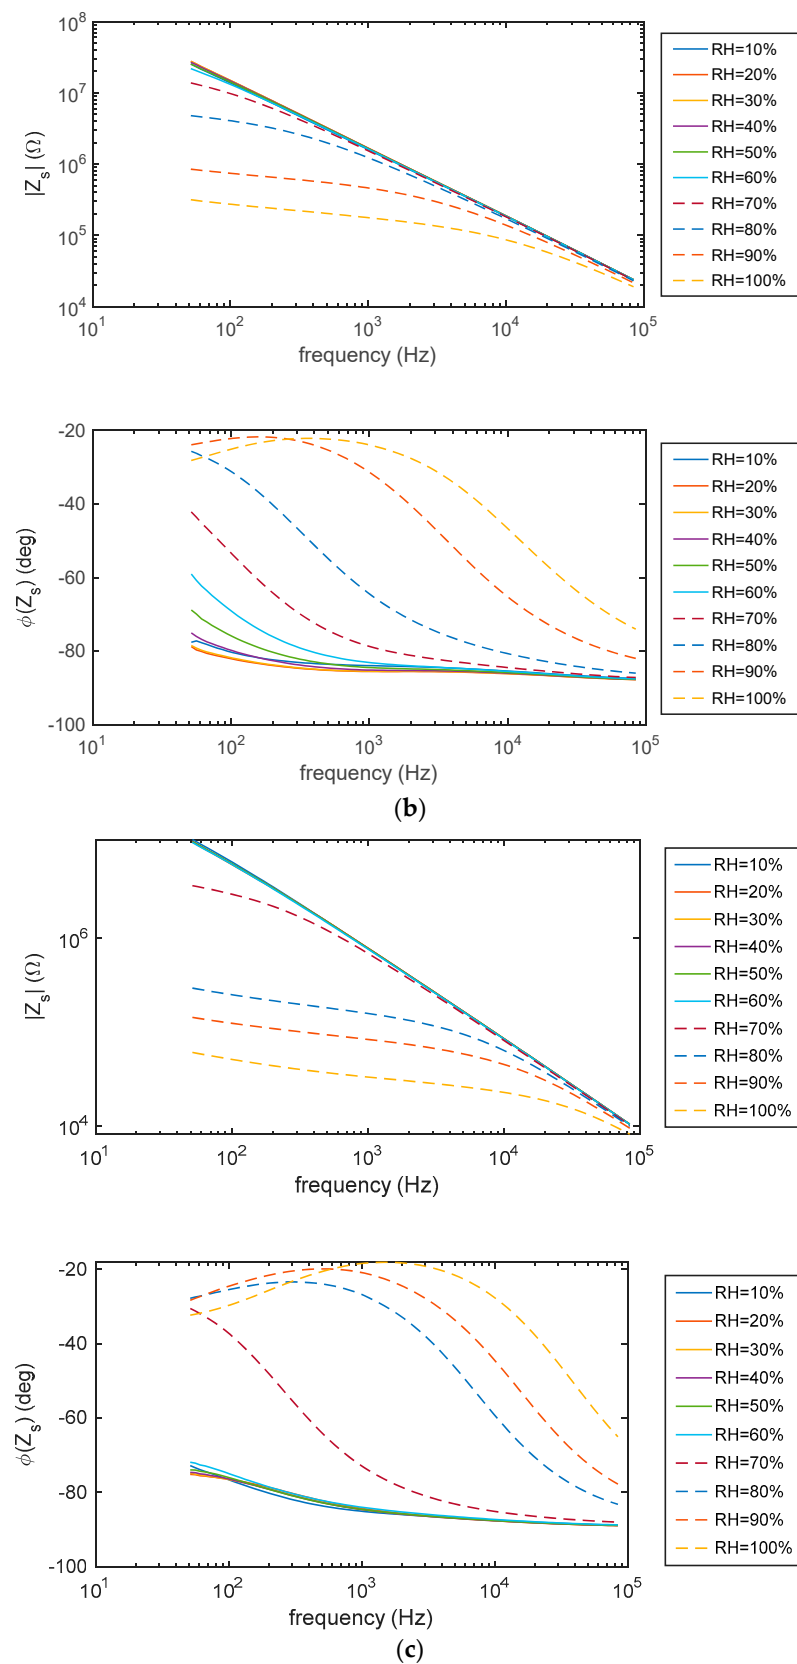 10^8
10^7
10^6
10^5
10^4
|Z_s| (Ω)
10^1 10^2 10^3 10^4 10^5
frequency (Hz)
RH=10%
RH=20%
RH=30%
RH=40%
RH=50%
RH=60%
RH=70%
RH=80%
RH=90%
RH=100%
-20
-40
-60
-80
-100
ϕ(Z_s) (deg)
10^1 10^2 10^3 10^4 10^5
frequency (Hz)
RH=10%
RH=20%
RH=30%
RH=40%
RH=50%
RH=60%
RH=70%
RH=80%
RH=90%
RH=100%
(b)
10^6
10^4
|Z_s| (Ω)
10^1 10^2 10^3 10^4 10^5
frequency (Hz)
RH=10%
RH=20%
RH=30%
RH=40%
RH=50%
RH=60%
RH=70%
RH=80%
RH=90%
RH=100%
-20
-40
-60
-80
-100
ϕ(Z_s) (deg)
10^1 10^2 10^3 10^4 10^5
frequency (Hz)
RH=10%
RH=20%
RH=30%
RH=40%
RH=50%
RH=60%
RH=70%
RH=80%
RH=90%
RH=100%
(c)